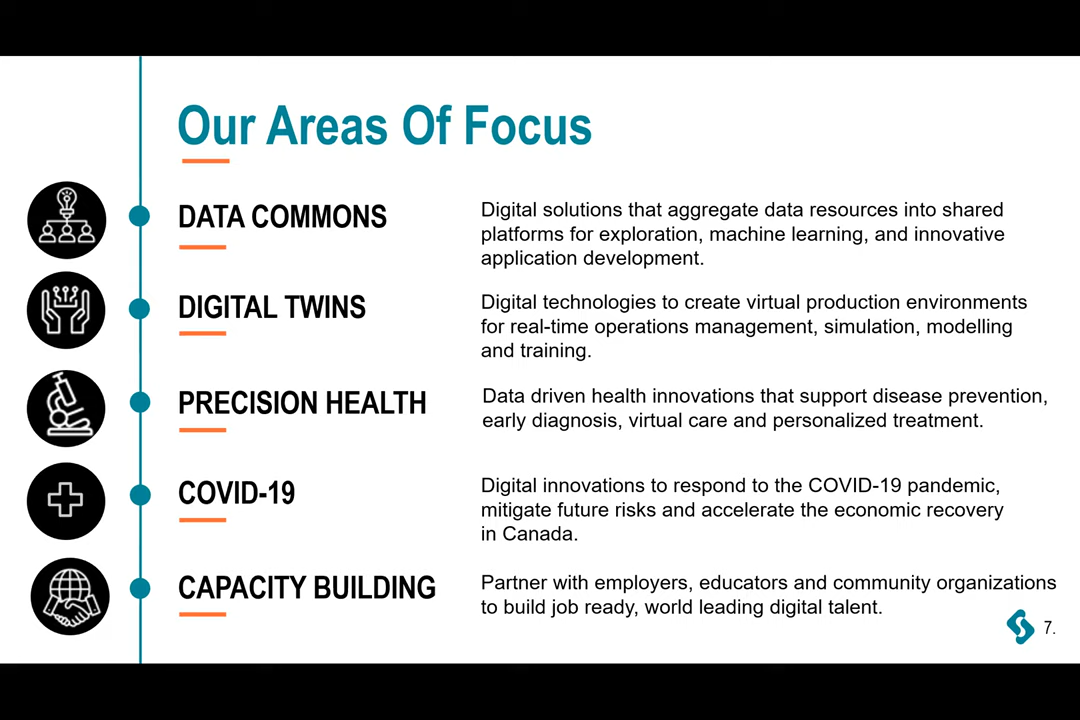 Our Areas Of Focus
DATA COMMONS
Digital solutions that aggregate data resources into shared
platforms for exploration, machine learning, and innovative
application development.
DIGITAL TWINS
Digital technologies to create virtual production environments
for real-time operations management, simulation, modelling
and training.
PRECISION HEALTH
Data driven health innovations that support disease prevention,
early diagnosis, virtual care and personalized treatment.
COVID-19
Digital innovations to respond to the COVID-19 pandemic,
mitigate future risks and accelerate the economic recovery
in Canada.
CAPACITY BUILDING
Partner with employers, educators and community organizations
to build job ready, world leading digital talent.
7.